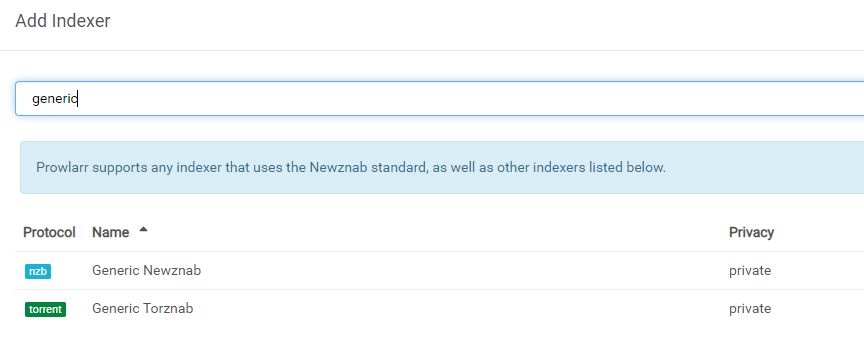 Add Indexer
generic
Prowlarr supports any indexer that uses the Newznab standard, as well as other indexers listed below.
Protocol Name Privacy
nzb Generic Newznab private
torrent Generic Torznab private